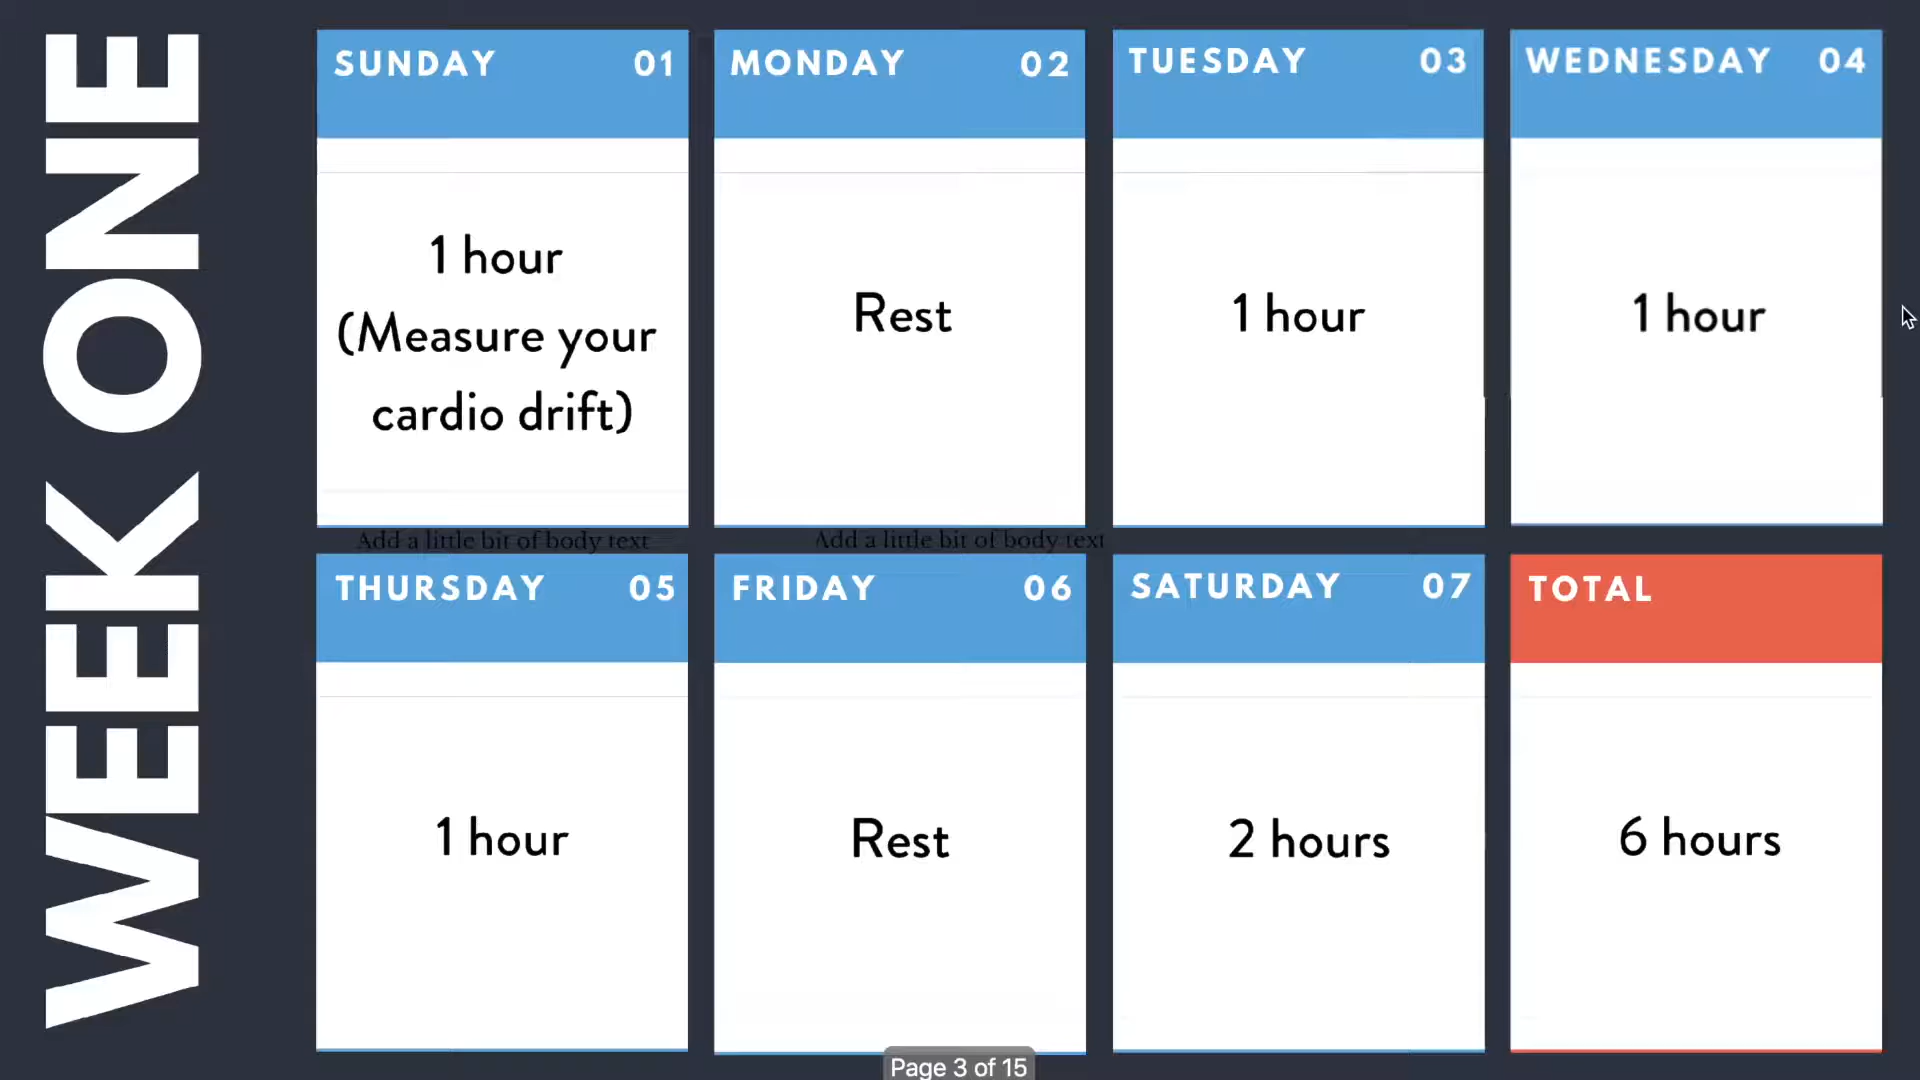 WEEK ONE
SUNDAY 01
1 hour
(Measure your
cardio drift)
MONDAY 02
Rest
TUESDAY 03
1 hour
WEDNESDAY 04
1 hour
Add a little bit of body text
Add a little bit of body text
THURSDAY 05
1 hour
FRIDAY 06
Rest
SATURDAY 07
2 hours
TOTAL
6 hours
Page 3 of 15